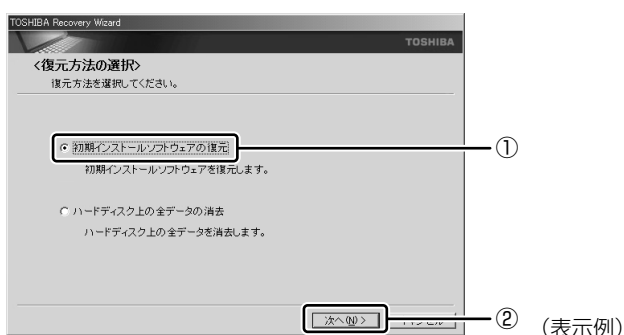 TOSHIBA Recovery Wizard
TOSHIBA
<復元方法の選択>
復元方法を選択してください。
初期インストールソフトウェアの復元
①
初期インストールソフトウェアを復元します。
ハードディスク上の全データの消去
ハードディスク上の全データを消去します。
次へ(N) >
②
(表示例)